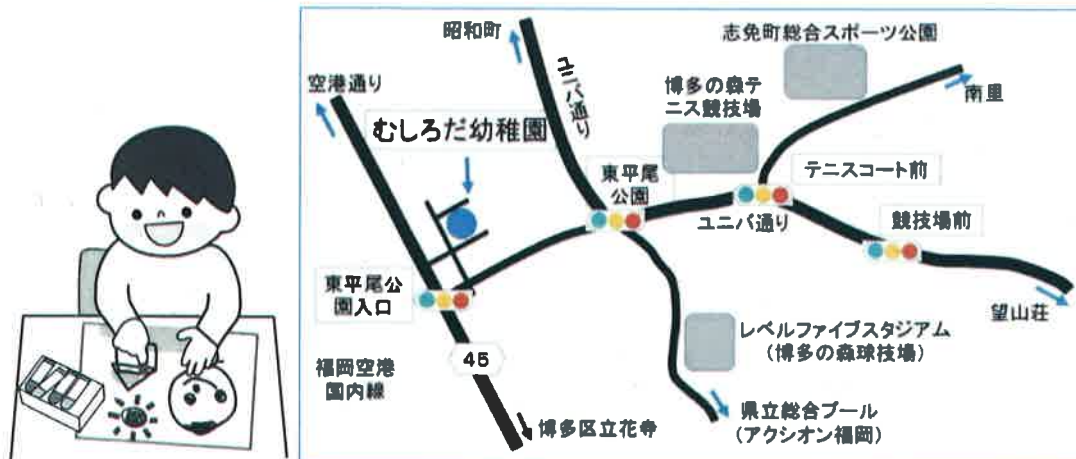 昭和町
志免町総合スポーツ公園
空港通り
ユニバ通り
博多の森テ
ニス競技場
南里
むしろだ幼稚園
東平尾
公園
テニスコート前
ユニバ通り
競技場前
東平尾公
園入口
望山荘
レベルファイブスタジアム
(博多の森球技場)
福岡空港
国内線
45
博多区立花寺
県立総合プール
(アクシオン福岡)